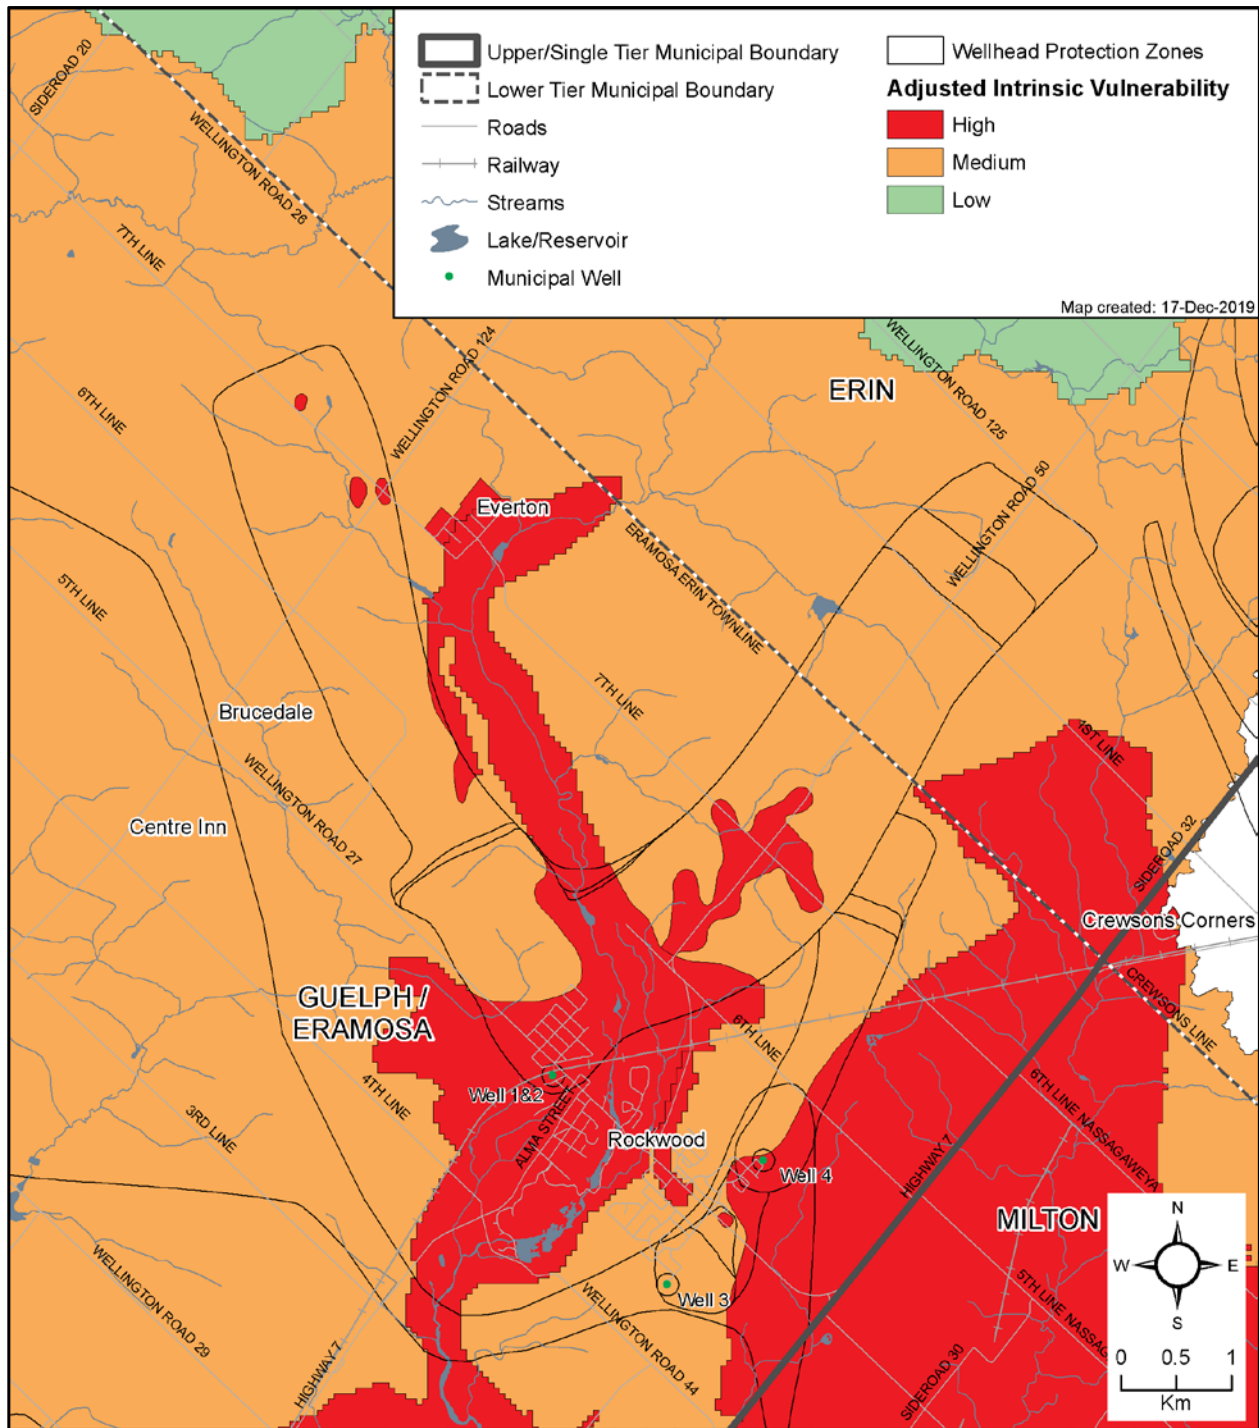 Upper/Single Tier Municipal Boundary
Lower Tier Municipal Boundary
Roads
Railway
Streams
Lake/Reservoir
Municipal Well
Wellhead Protection Zones
Adjusted Intrinsic Vulnerability
High
Medium
Low
Map created: 17-Dec-2019
SIDEROAD 20
WELLINGTON ROAD 26
7TH LINE
WELLINGTON ROAD 124
WELLINGTON ROAD 125
ERIN
6TH LINE
WELLINGTON ROAD 50
Everton
ERAMOSA ERIN TOWNLINE
5TH LINE
7TH LINE
Brucedale
1ST LINE
WELLINGTON ROAD 27
Centre Inn
SIDEROAD 32
Crewsons Corners
GUELPH /
ERAMOSA
CREWSONS LINE
6TH LINE
4TH LINE
Well 1&2
ALMA STREET
Rockwood
6TH LINE NASSAGAWEYA
3RD LINE
HIGHWAY 7
Well 4
MILTON
WELLINGTON ROAD 29
Well 3
WELLINGTON ROAD 44
5TH LINE NASSAG
HIGHWAY 7
SIDEROAD 30
N
W
E
S
0 0.5 1
Km